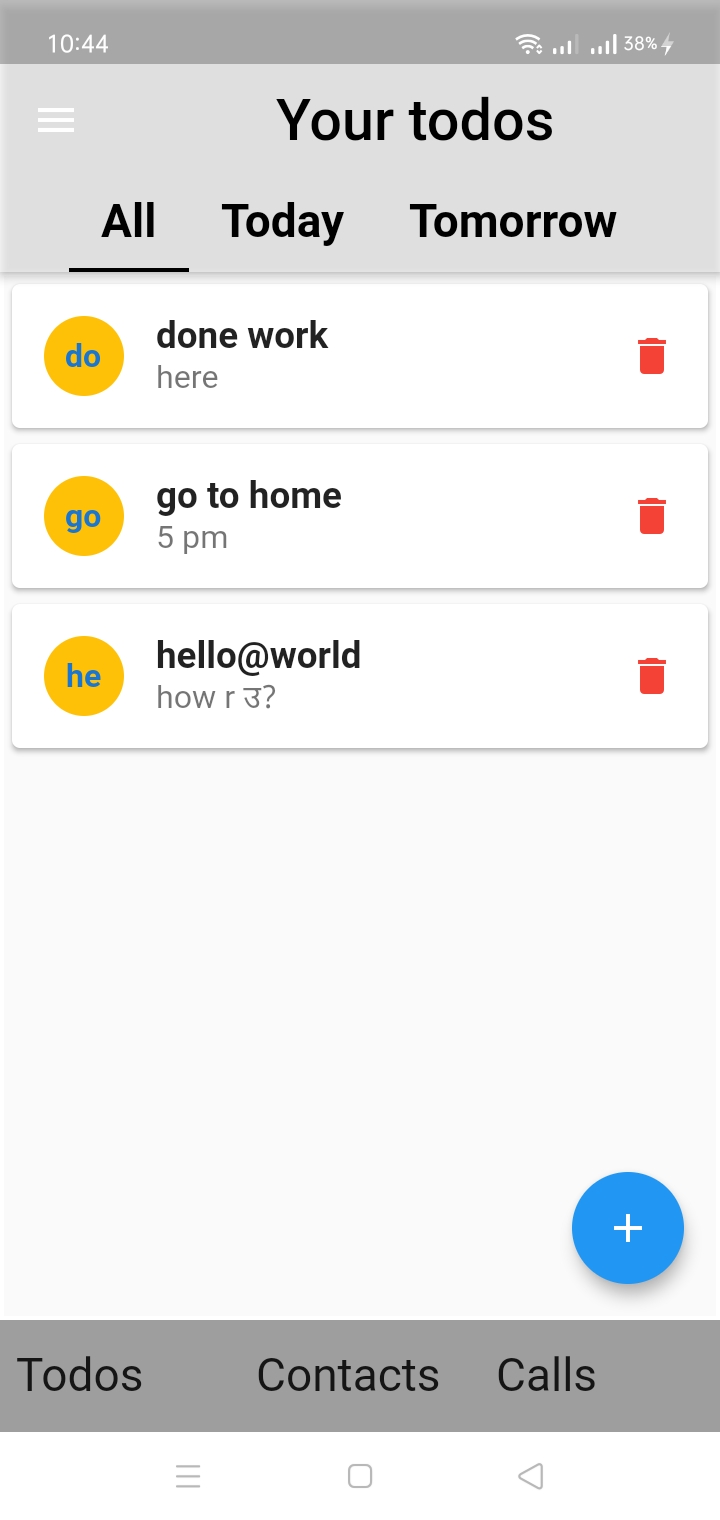 10:44 38%
Your todos
All Today Tomorrow
do done work
here
go go to home
5 pm
he hello@world
how r उ?
Todos Contacts Calls